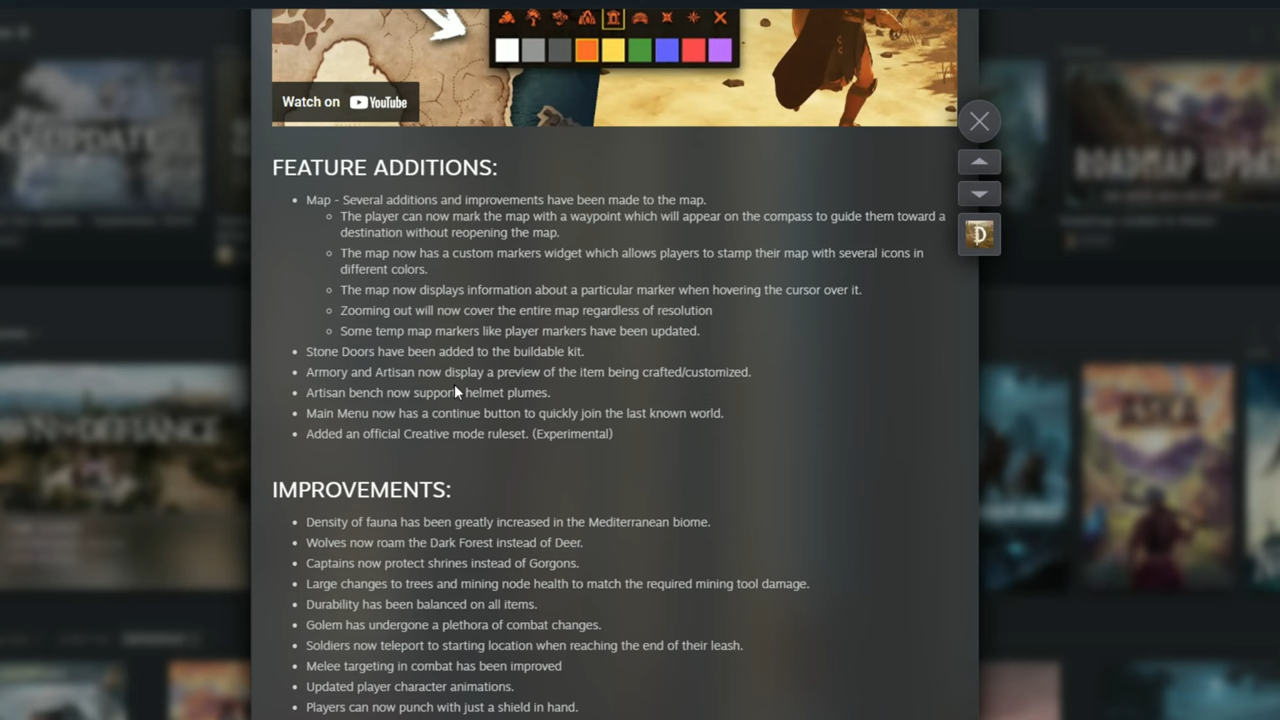 Watch on YouTube
FEATURE ADDITIONS:
Map - Several additions and improvements have been made to the map.
The player can now mark the map with a waypoint which will appear on the compass to guide them toward a
destination without reopening the map.
The map now has a custom markers widget which allows players to stamp their map with several icons in
different colors.
The map now displays information about a particular marker when hovering the cursor over it.
Zooming out will now cover the entire map regardless of resolution
Some temp map markers like player markers have been updated.
Stone Doors have been added to the buildable kit.
Armory and Artisan now display a preview of the item being crafted/customized.
Artisan bench now supports helmet plumes.
Main Menu now has a continue button to quickly join the last known world.
Added an official Creative mode ruleset. (Experimental)
IMPROVEMENTS:
Density of fauna has been greatly increased in the Mediterranean biome.
Wolves now roam the Dark Forest instead of Deer.
Captains now protect shrines instead of Gorgons.
Large changes to trees and mining node health to match the required mining tool damage.
Durability has been balanced on all items.
Golem has undergone a plethora of combat changes.
Soldiers now teleport to starting location when reaching the end of their leash.
Melee targeting in combat has been improved
Updated player character animations.
Players can now punch with just a shield in hand.
D
ROADMAP
ASKA
DEFIANCE